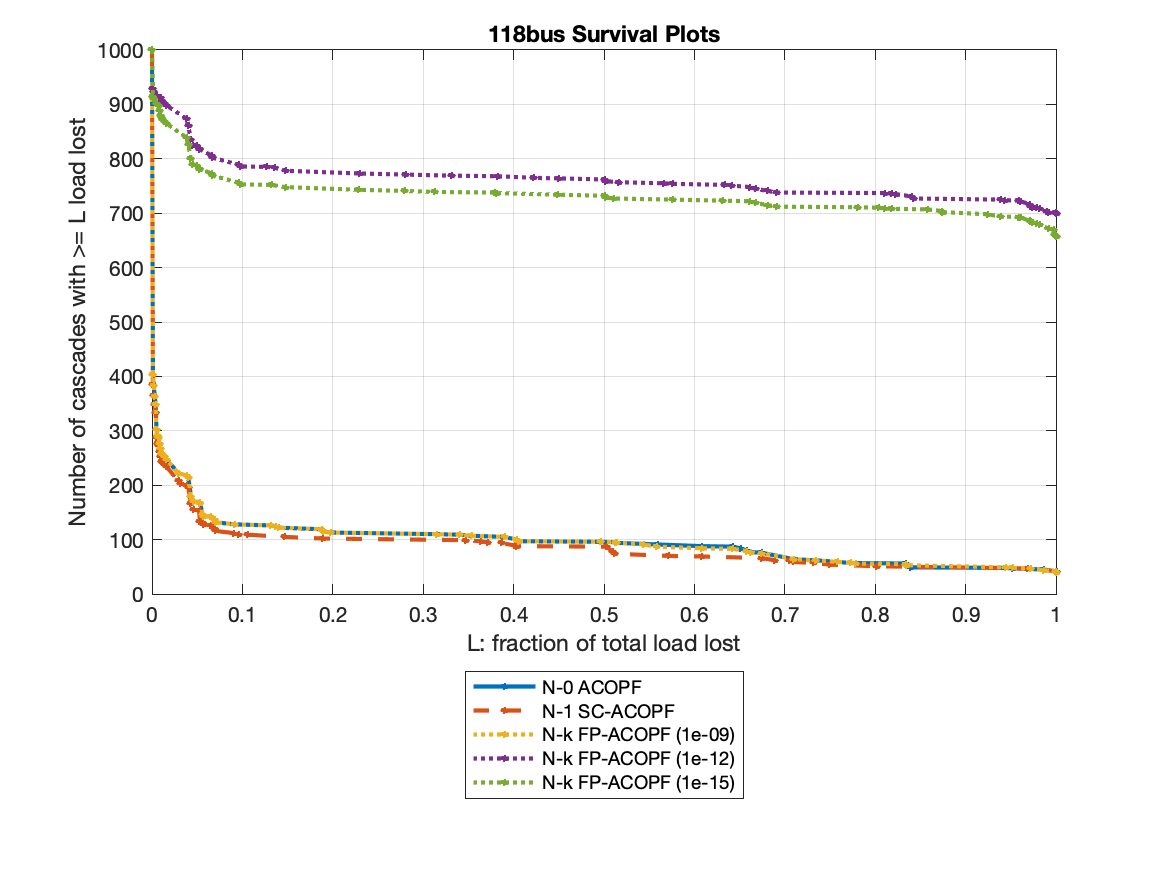 118bus Survival Plots
Number of cascades with >= L load lost
1000
900
800
700
600
500
400
300
200
100
0
0 0.1 0.2 0.3 0.4 0.5 0.6 0.7 0.8 0.9 1
L: fraction of total load lost
N-0 ACOPF
N-1 SC-ACOPF
N-k FP-ACOPF (1e-09)
N-k FP-ACOPF (1e-12)
N-k FP-ACOPF (1e-15)